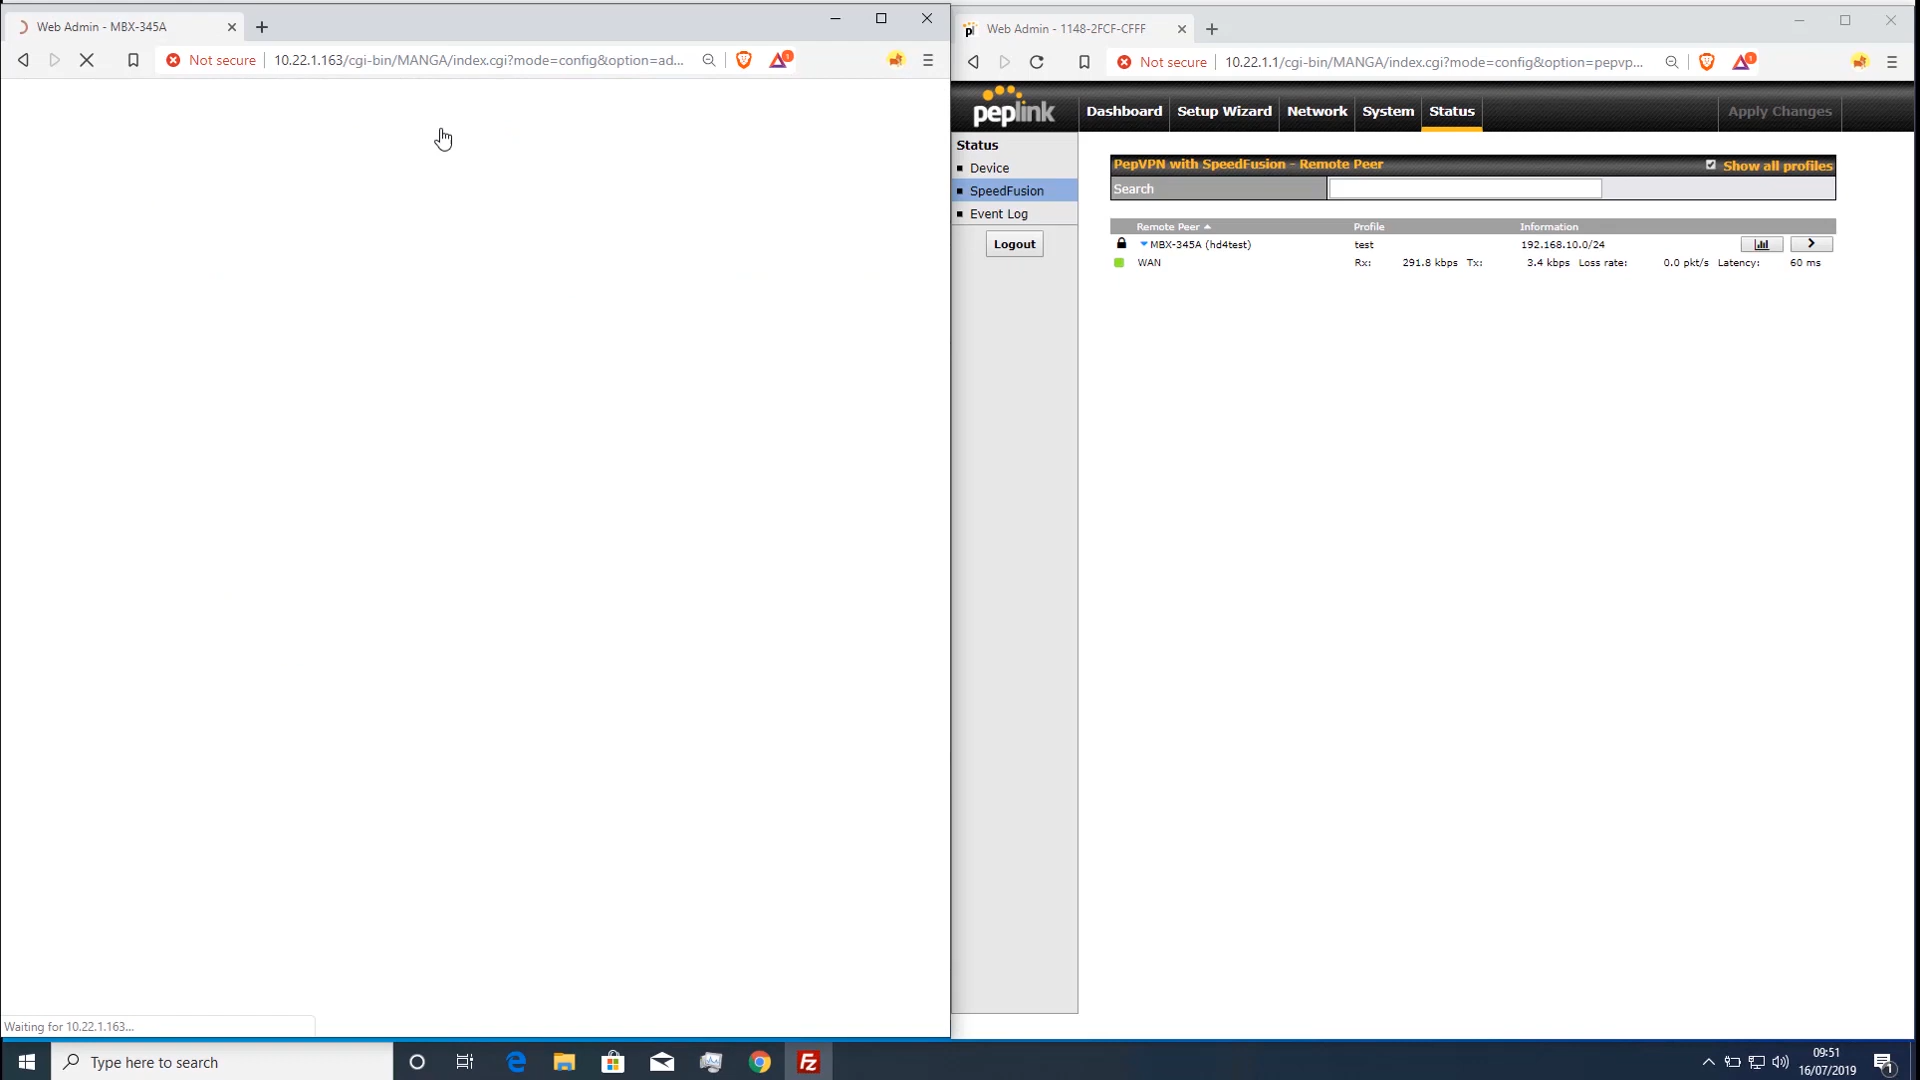 Web Admin - MBX-345A
Not secure
10.22.1.163/cgi-bin/MANGA/index.cgi?mode=config&option=ad...
1
Waiting for 10.22.1.163...
Web Admin - 1148-2FCF-CFFF
Not secure
10.22.1.1/cgi-bin/MANGA/index.cgi?mode=config&option=pepvp...
1
peplink
Dashboard Setup Wizard Network System Status Apply Changes
Status
Device
SpeedFusion
Event Log
Logout
PepVPN with SpeedFusion - Remote Peer Show all profiles
Search
Remote Peer Profile Information
MBX-345A (hd4test) test 192.168.10.0/24
WAN Rx: 291.8 kbps Tx: 3.4 kbps Loss rate: 0.0 pkt/s Latency: 60 ms
Type here to search
09:51
16/07/2019
1